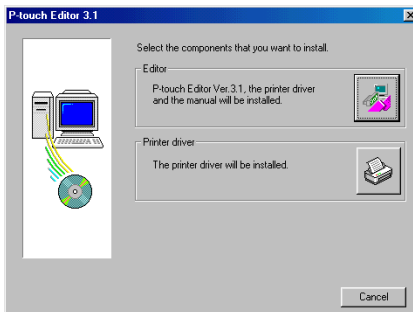 P-touch Editor 3.1
Select the components that you want to install.
Editor
P-touch Editor Ver.3.1, the printer driver
and the manual will be installed.
Printer driver
The printer driver will be installed.
Cancel